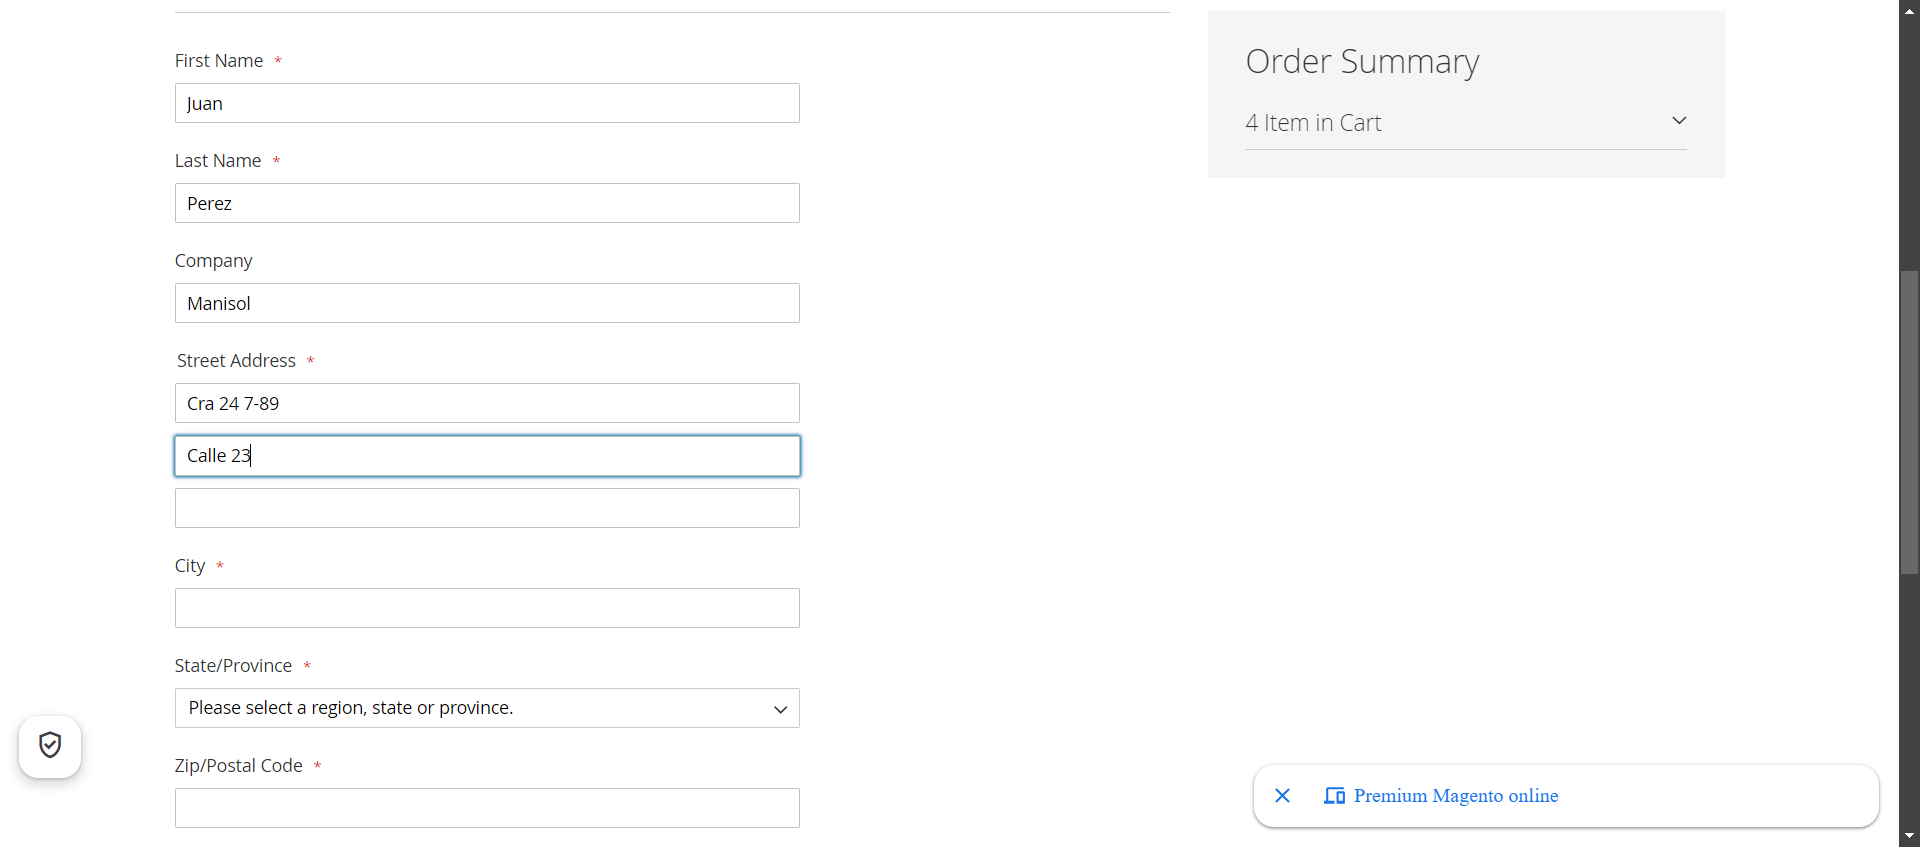 First Name *
Juan
Last Name *
Perez
Company
Manisol
Street Address *
Cra 24 7-89
Calle 23
City *
State/Province *
Please select a region, state or province.
Zip/Postal Code *
Order Summary
4 Item in Cart
Premium Magento online